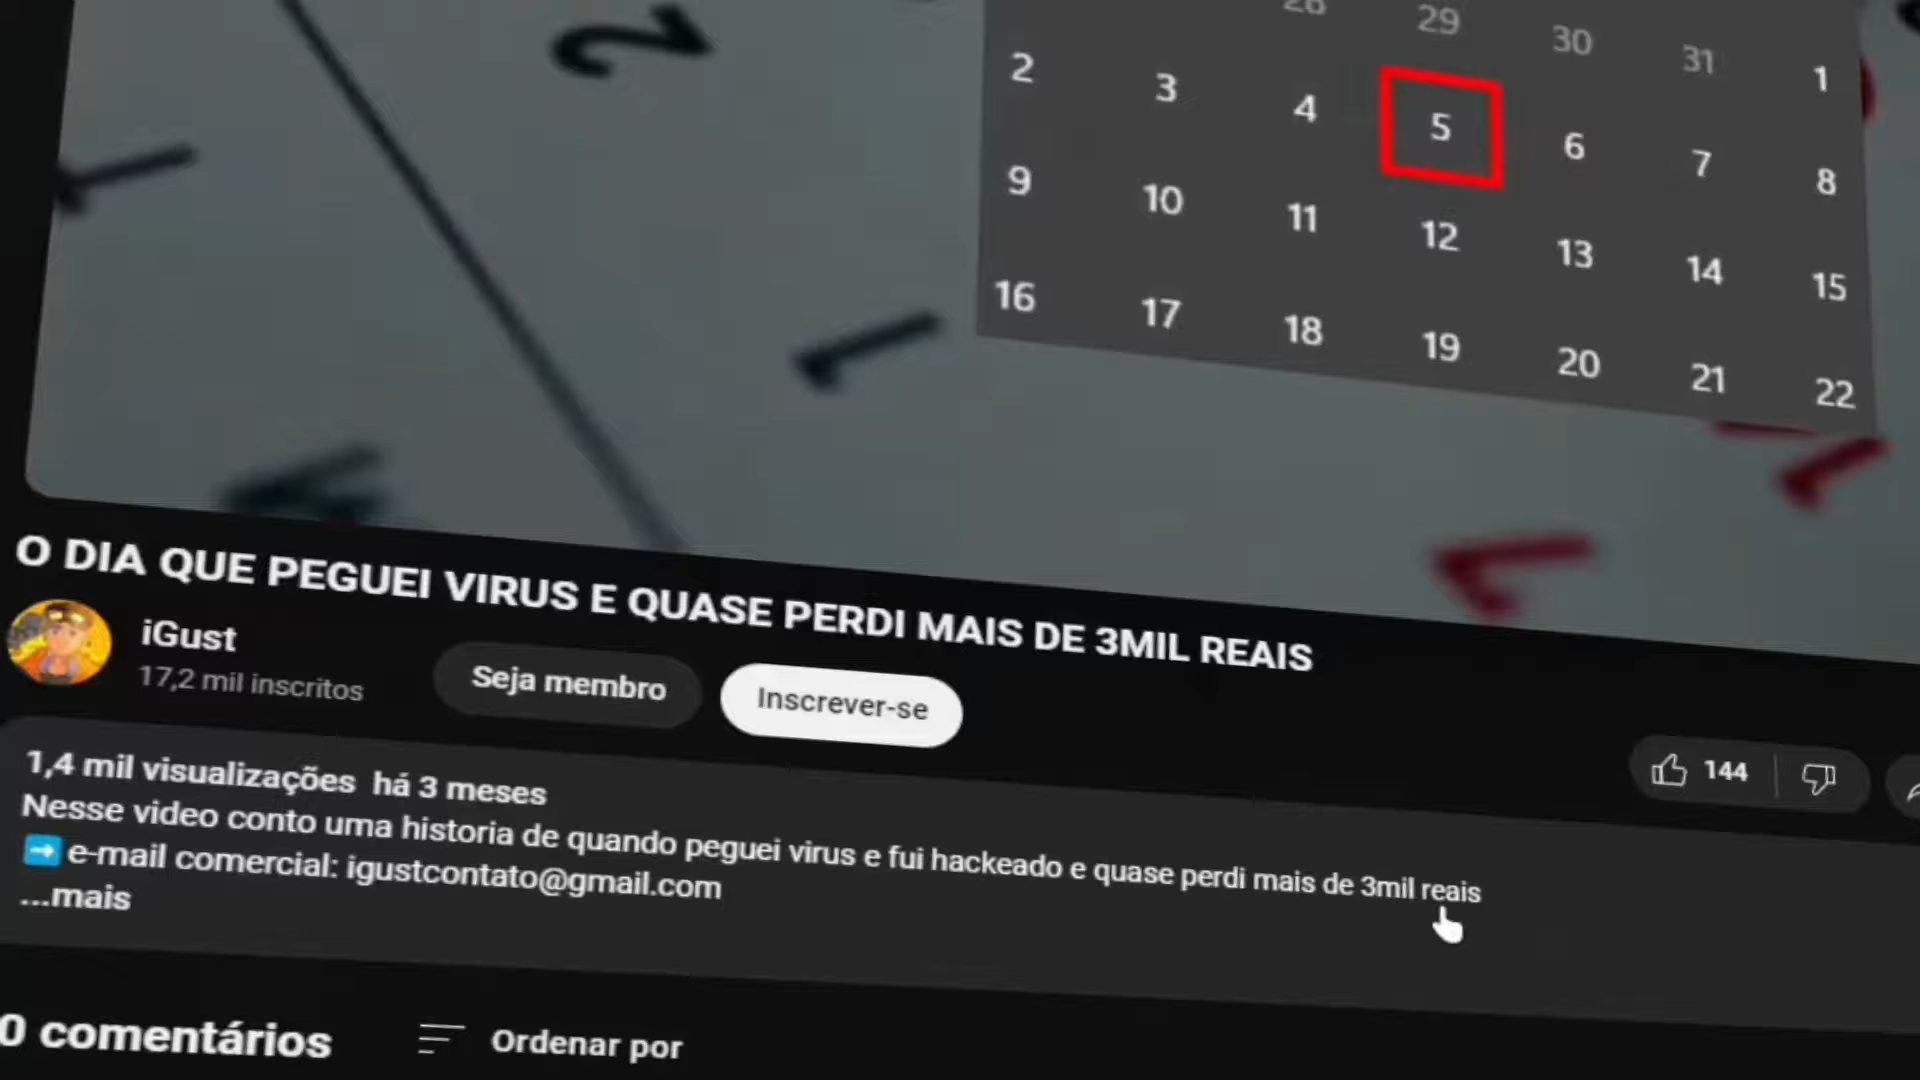 28 29 30 31 1
2 3 4 5 6 7 8
9 10 11 12 13 14 15
16 17 18 19 20 21 22
O DIA QUE PEGUEI VIRUS E QUASE PERDI MAIS DE 3MIL REAIS
iGust
17,2 mil inscritos
Seja membro
Inscrever-se
144
1,4 mil visualizações há 3 meses
Nesse video conto uma historia de quando peguei virus e fui hackeado e quase perdi mais de 3mil reais
➡ e-mail comercial: igustcontato@gmail.com
...mais
0 comentários
Ordenar por